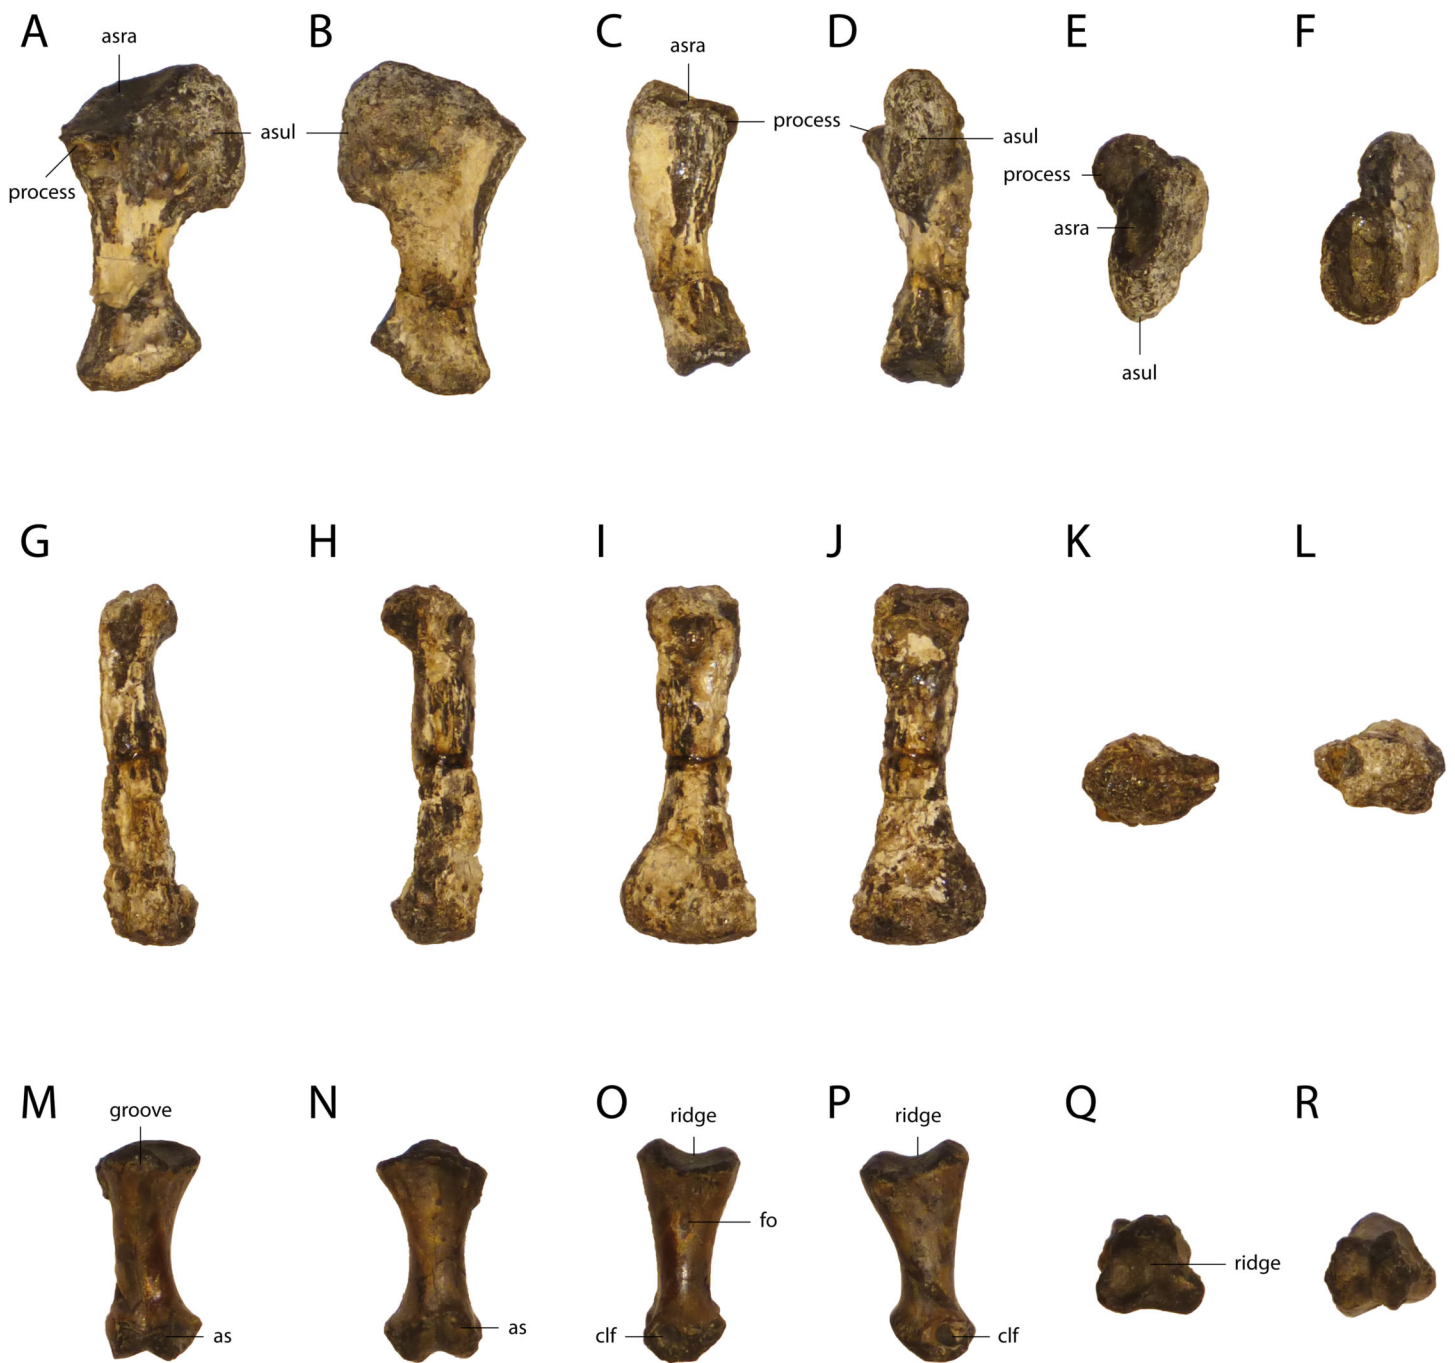 A B C D E F
asra
asra
asul
process
asul
process
process
asra
asul
G H I J K L
M N O P Q R
groove
ridge
ridge
fo
ridge
as
as
clf
clf